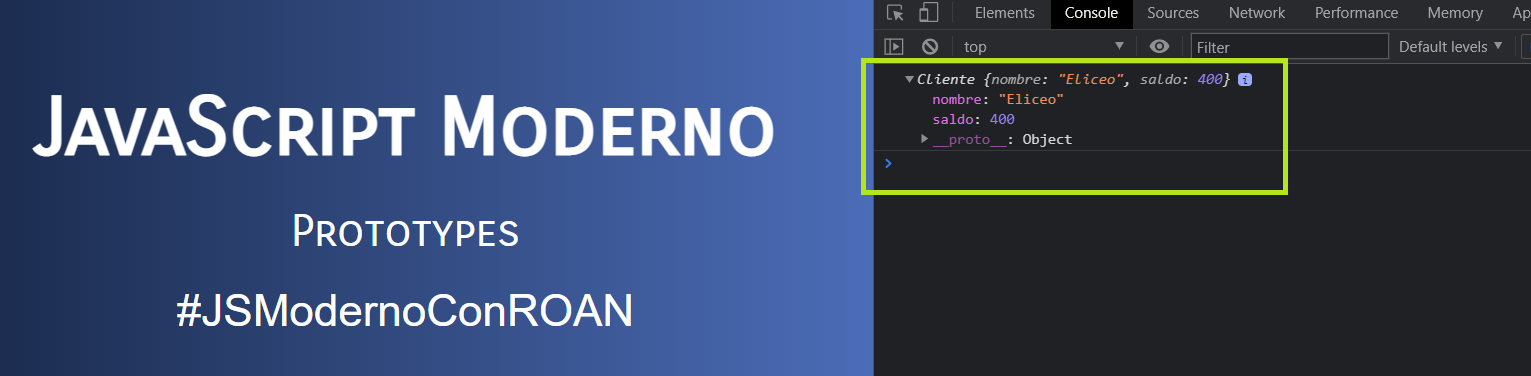 JavaScript Moderno
Prototypes
#JSModernoConROAN
Elements Console Sources Network Performance Memory Ap
top Filter Default levels
Cliente {nombre: "Eliceo", saldo: 400} i
nombre: "Eliceo"
saldo: 400
__proto__: Object